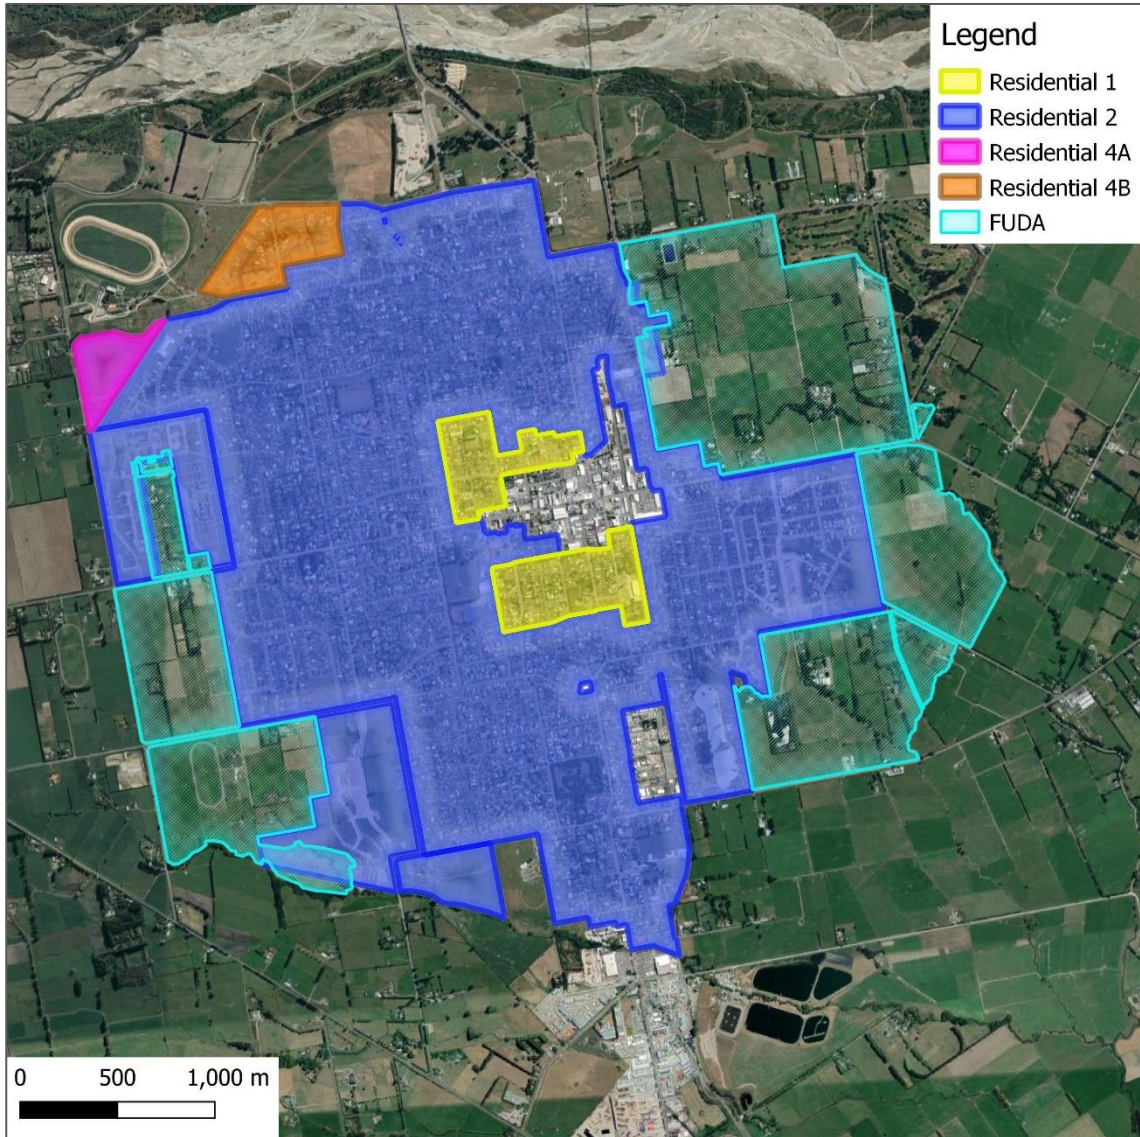 Legend
Residential 1
Residential 2
Residential 4A
Residential 4B
FUDA
0 500 1,000 m